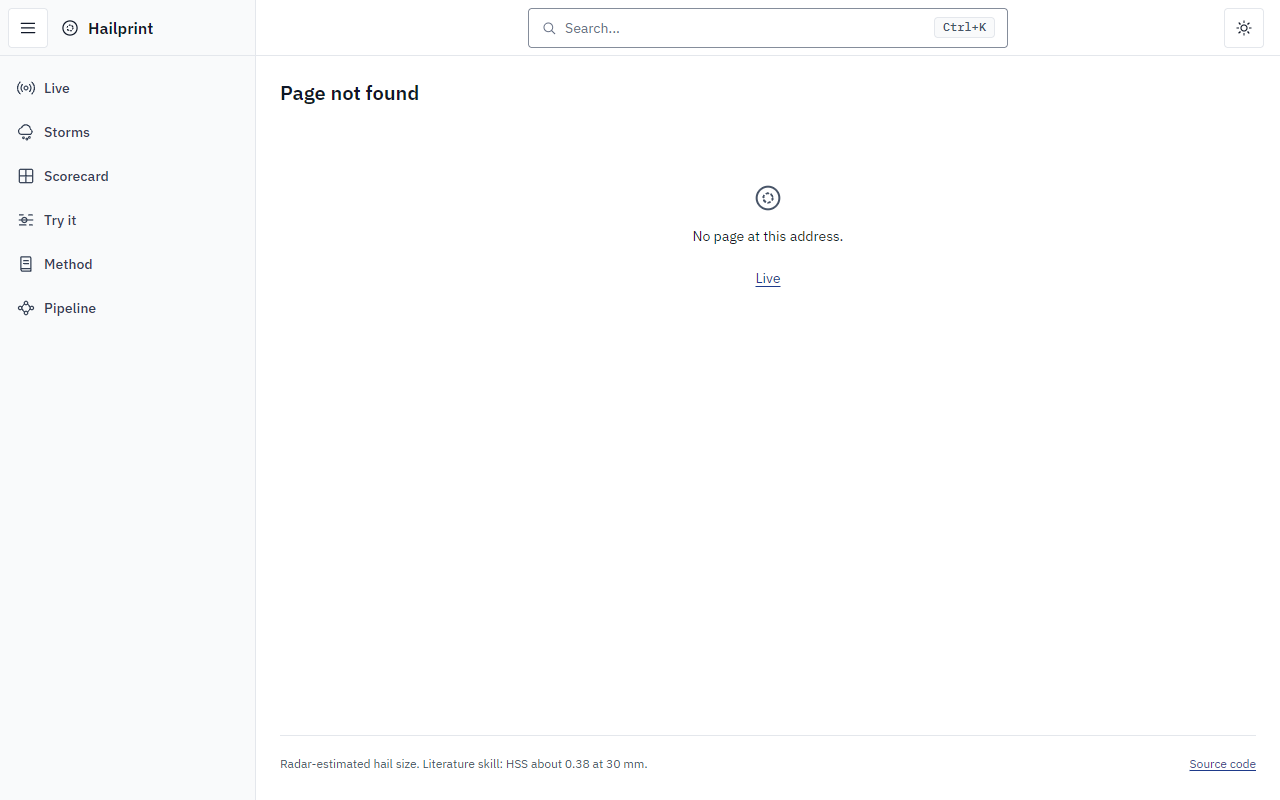 Hailprint
Search...
Ctrl+K
Live
Storms
Scorecard
Try it
Method
Pipeline
Page not found
No page at this address.
Live
Radar-estimated hail size. Literature skill: HSS about 0.38 at 30 mm.
Source code